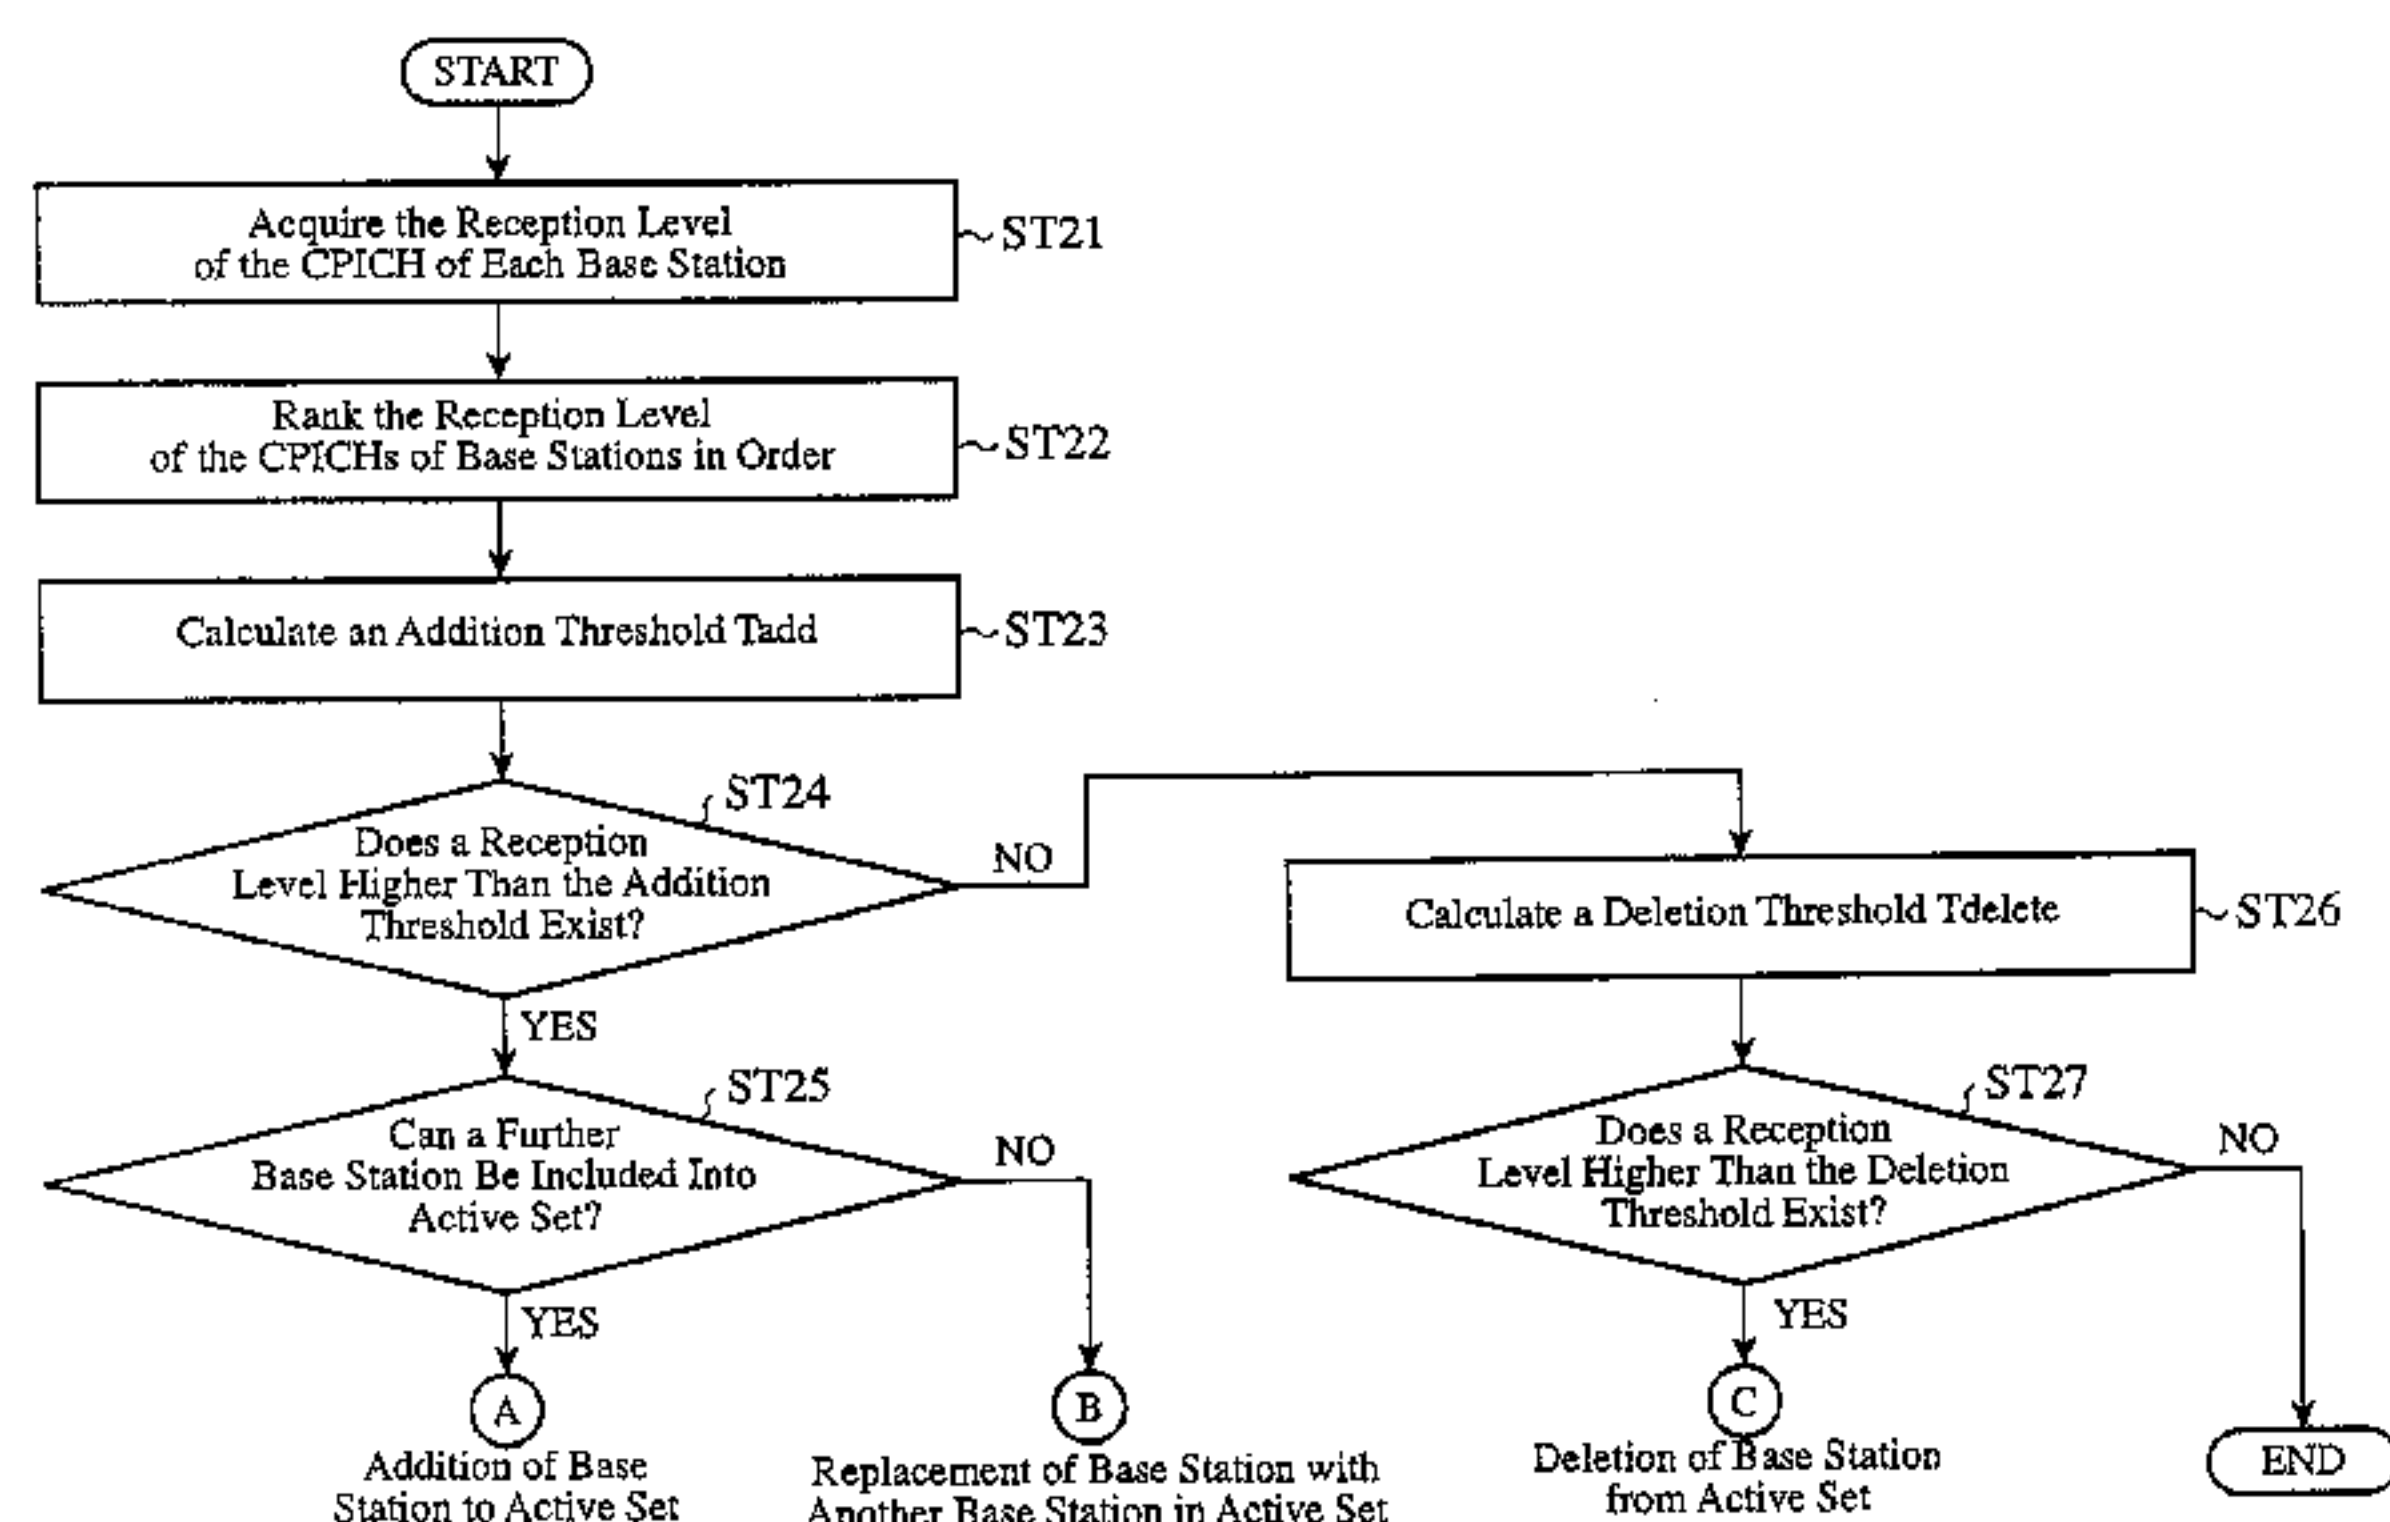 START
Acquire the Reception Level
of the CPICH of Each Base Station
ST21
Rank the Reception Level
of the CPICHs of Base Stations in Order
ST22
Calculate an Addition Threshold Tadd
ST23
ST24
Does a Reception
Level Higher Than the Addition
Threshold Exist?
NO
YES
ST25
Can a Further
Base Station Be Included Into
Active Set?
NO
YES
A
Addition of Base
Station to Active Set
B
Replacement of Base Station with
Another Base Station in Active Set
Calculate a Deletion Threshold Tdelete
ST26
ST27
Does a Reception
Level Higher Than the Deletion
Threshold Exist?
NO
YES
C
Deletion of Base Station
from Active Set
END